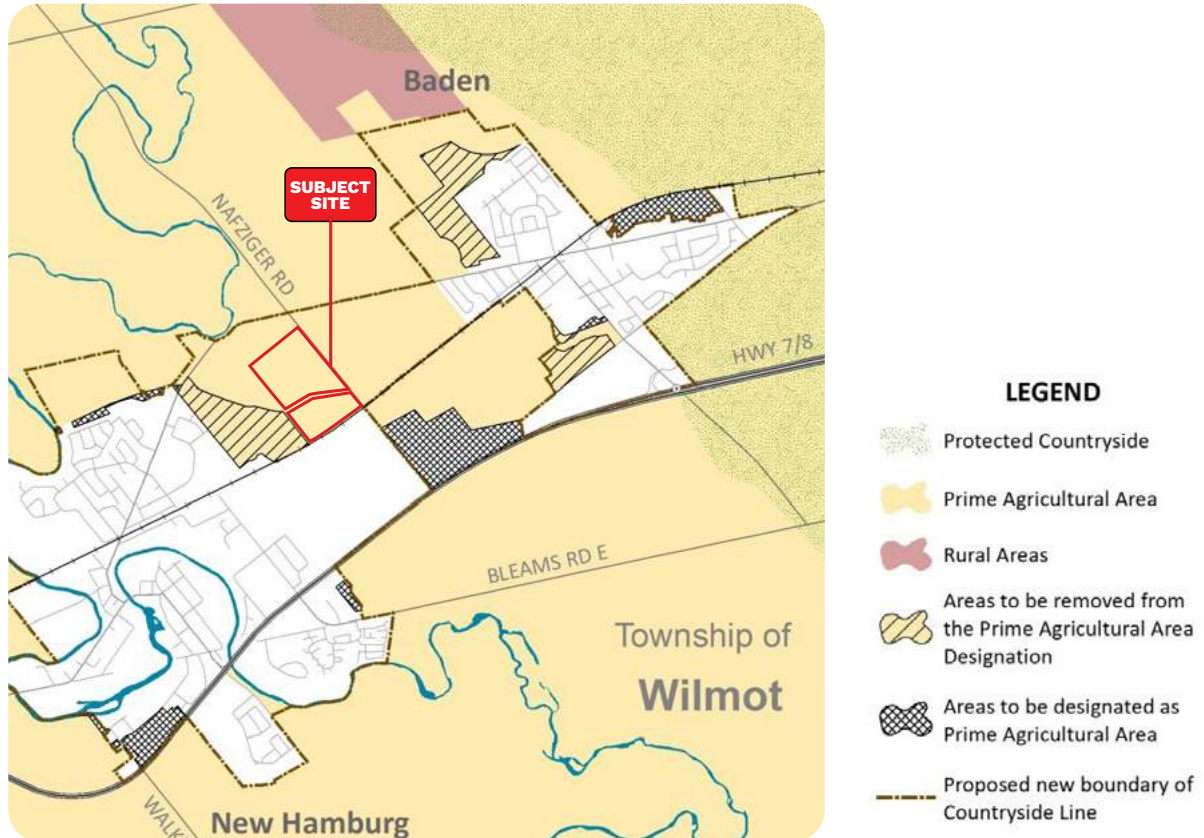 Baden
SUBJECT
SITE
NAFZIGER RD
HWY 7/8
BLEAMS RD E
Township of
Wilmot
New Hamburg
LEGEND
Protected Countryside
Prime Agricultural Area
Rural Areas
Areas to be removed from
the Prime Agricultural Area
Designation
Areas to be designated as
Prime Agricultural Area
Proposed new boundary of
Countryside Line